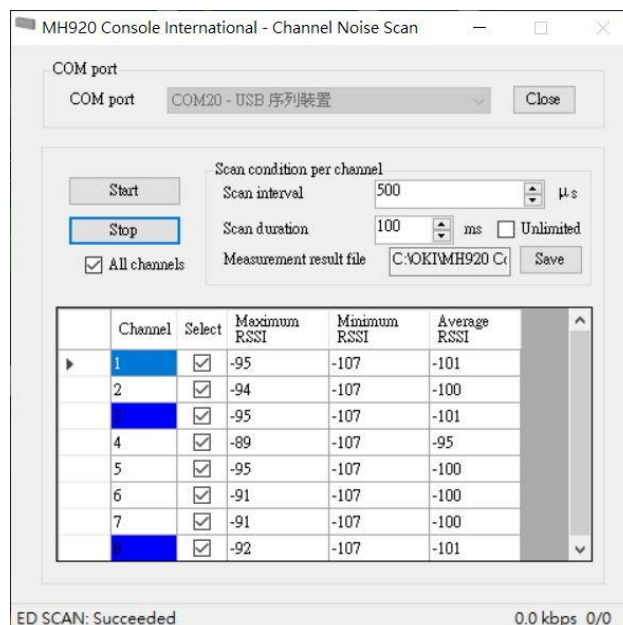 MH920 Console International - Channel Noise Scan
COM port
COM port COM20 - USB 序列裝置 Close
Scan condition per channel
Start Scan interval 500 μs
Stop Scan duration 100 ms Unlimited
All channels Measurement result file C:\OKI\MH920 Co Save
Channel Select Maximum RSSI Minimum RSSI Average RSSI
1 -95 -107 -101
2 -94 -107 -100
3 -95 -107 -101
4 -89 -107 -95
5 -95 -107 -100
6 -91 -107 -100
7 -91 -107 -100
8 -92 -107 -101
ED SCAN: Succeeded 0.0 kbps 0/0